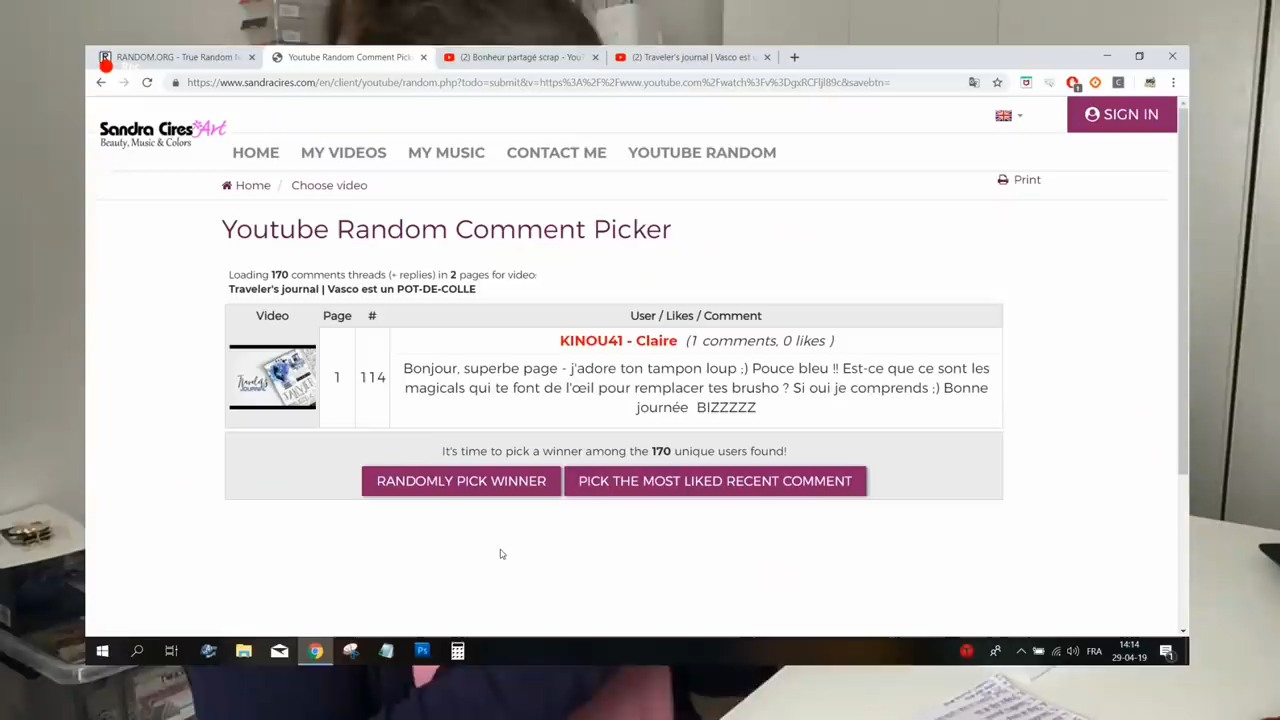 RANDOM.ORG - True Random
Youtube Random Comment Pick
(2) Bonheur partagé scrap - You
(2) Traveler's journal | Vasco est u
https://www.sandracires.com/en/client/youtube/random.php?todo=submit&v=https%3A%2F%2Fwww.youtube.com%2Fwatch%3Fv%3DgxRCFljI89c&savebtn=
Sandra Cires Art
Beauty, Music & Colors
SIGN IN
HOME MY VIDEOS MY MUSIC CONTACT ME YOUTUBE RANDOM
Home / Choose video
Print
Youtube Random Comment Picker
Loading 170 comments threads (+ replies) in 2 pages for video:
Traveler's journal | Vasco est un POT-DE-COLLE
Video Page # User / Likes / Comment
KINOU41 - Claire (1 comments, 0 likes )
1 114
Bonjour, superbe page - j'adore ton tampon loup ;) Pouce bleu !! Est-ce que ce sont les
magicals qui te font de l'œil pour remplacer tes brusho ? Si oui je comprends ;) Bonne
journée BIZZZZZ
It's time to pick a winner among the 170 unique users found!
RANDOMLY PICK WINNER PICK THE MOST LIKED RECENT COMMENT
FRA
14:14
29-04-19